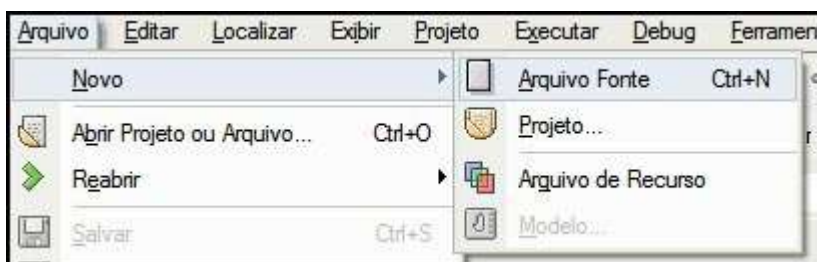 Arquivo Editar Localizar Exibir Projeto Executar Debug
Novo
Arquivo Fonte Ctrl+N
Projeto...
Abrir Projeto ou Arquivo... Ctrl+O
Reabrir
Arquivo de Recurso
Salvar Ctrl+S
Modelo...